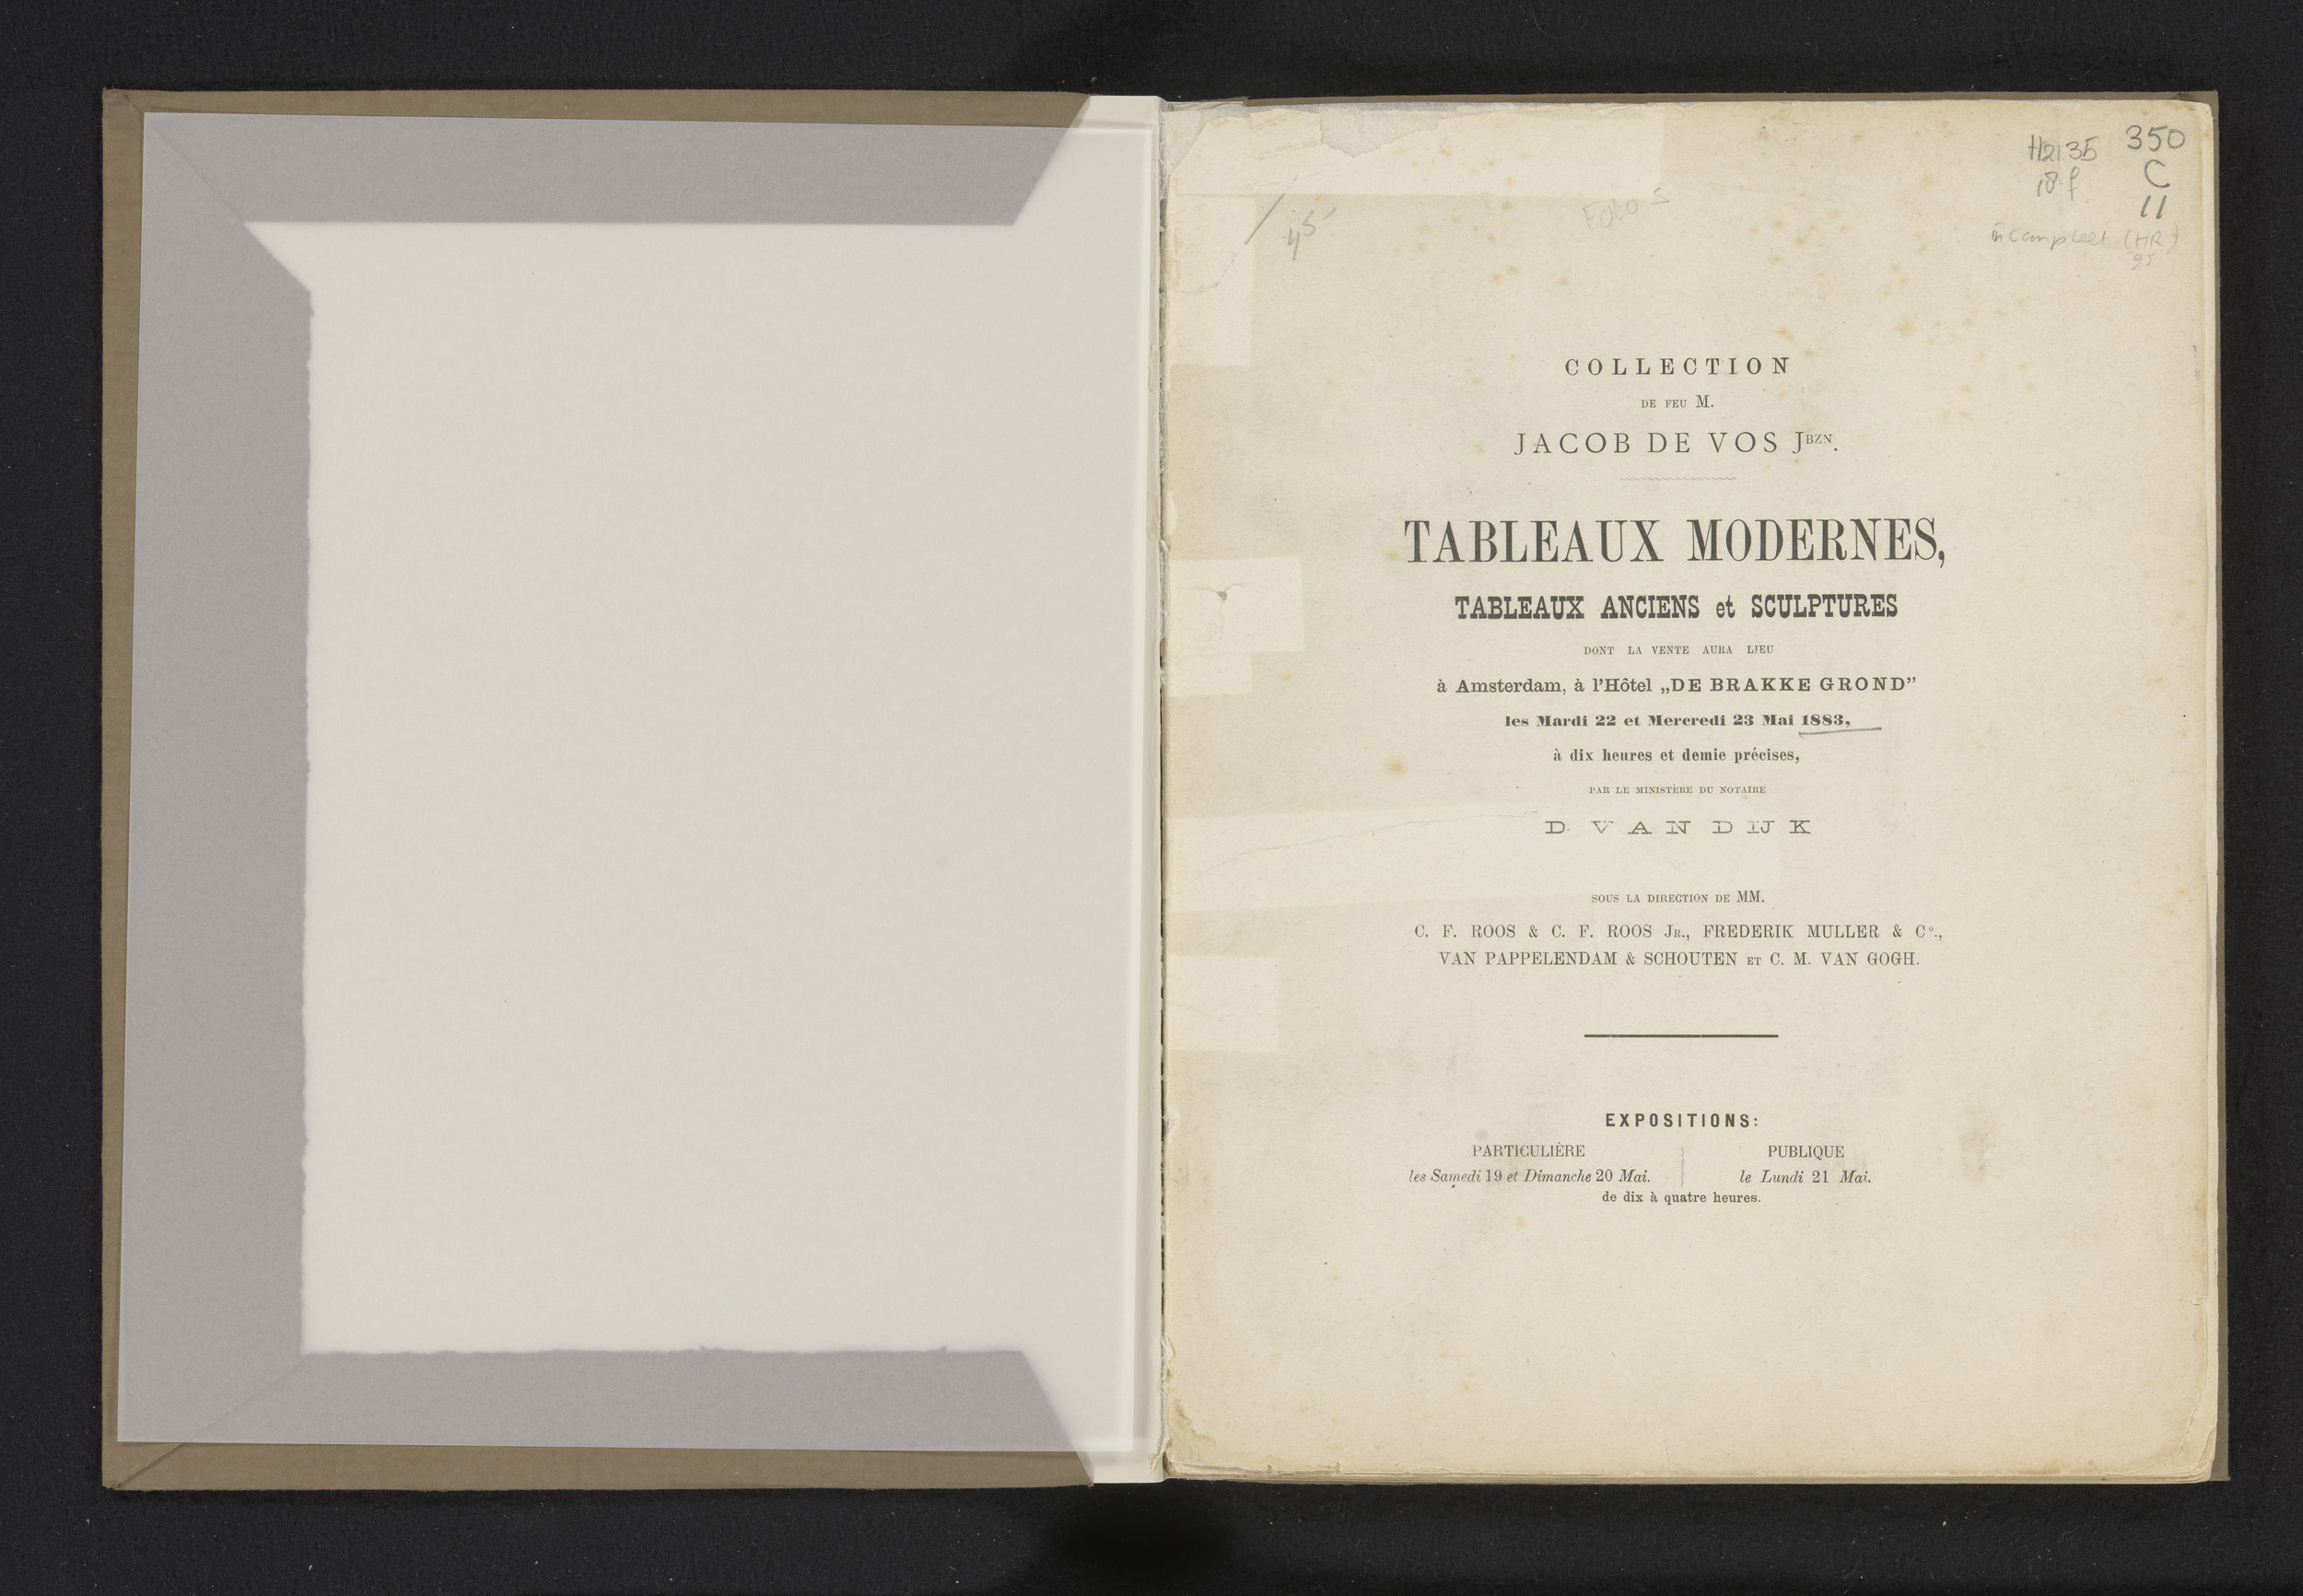 350
H2135
C
18 f
11
incompleet (HR)
95
45
Foto s
COLLECTION
DE FEU M.
JACOB DE VOS JBZN.
TABLEAUX MODERNES,
TABLEAUX ANCIENS et SCULPTURES
DONT LA VENTE AURA LIEU
à Amsterdam, à l'Hôtel „DE BRAKKE GROND”
les Mardi 22 et Mercredi 23 Mai 1883,
à dix heures et demie précises,
PAR LE MINISTÈRE DU NOTAIRE
D. VAN DIJK
SOUS LA DIRECTION DE MM.
C. F. ROOS & C. F. ROOS JR., FREDERIK MULLER & Cº.,
VAN PAPPELENDAM & SCHOUTEN ET C. M. VAN GOGH.
EXPOSITIONS:
PARTICULIÈRE
les Samedi 19 et Dimanche 20 Mai.
PUBLIQUE
le Lundi 21 Mai.
de dix à quatre heures.